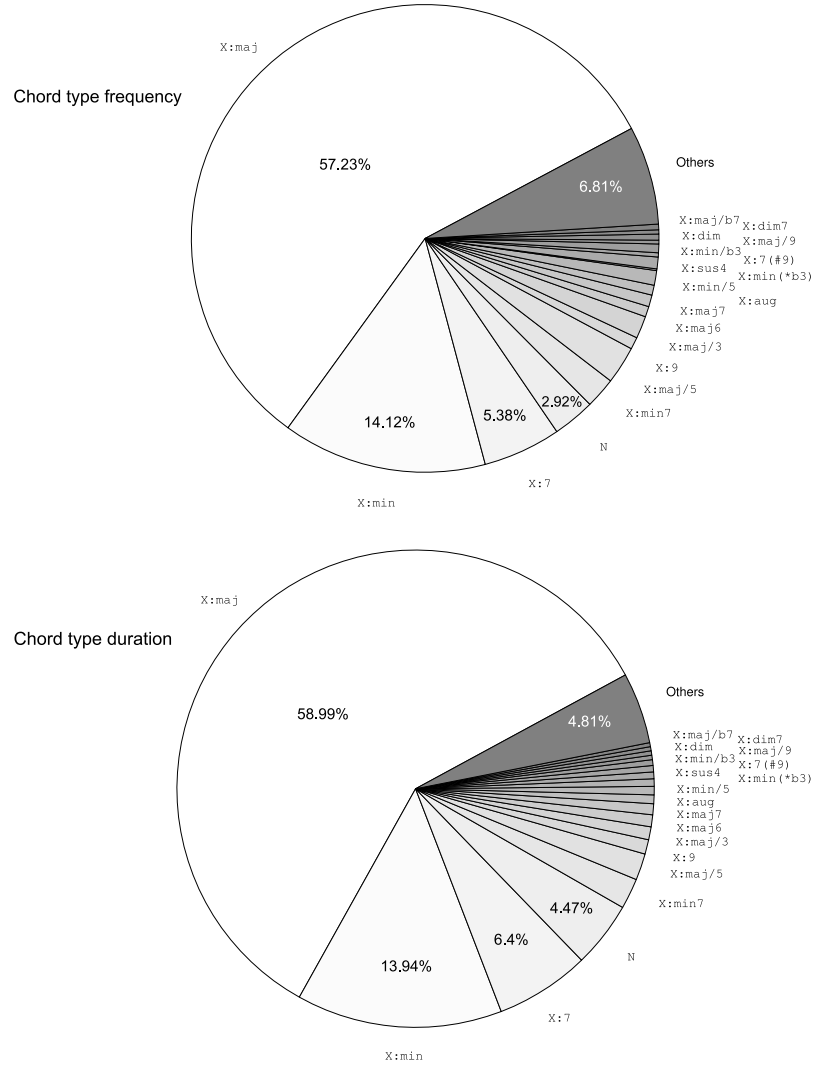 X:maj
Chord type frequency
57.23%
Others
6.81%
X:maj/b7
X:dim7
X:dim
X:maj/9
X:min/b3
X:7(#9)
X:sus4
X:min(*b3)
X:min/5
X:aug
X:maj7
X:maj6
X:maj/3
X:9
X:maj/5
2.92%
X:min7
5.38%
14.12%
N
X:7
X:min
X:maj
Chord type duration
Others
58.99%
4.81%
X:maj/b7
X:dim7
X:dim
X:maj/9
X:min/b3
X:7(#9)
X:sus4
X:min(*b3)
X:min/5
X:aug
X:maj7
X:maj6
X:maj/3
X:9
X:maj/5
X:min7
4.47%
6.4%
N
13.94%
X:7
X:min